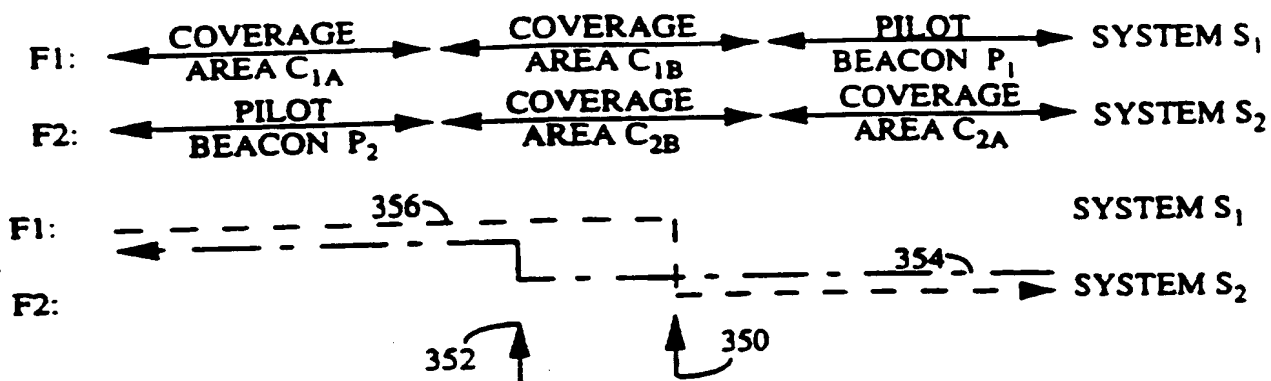 F1: COVERAGE AREA C1A COVERAGE AREA C1B PILOT BEACON P1 SYSTEM S1
F2: PILOT BEACON P2 COVERAGE AREA C2B COVERAGE AREA C2A SYSTEM S2
F1: 356 SYSTEM S1
F2: 354 SYSTEM S2
352 350